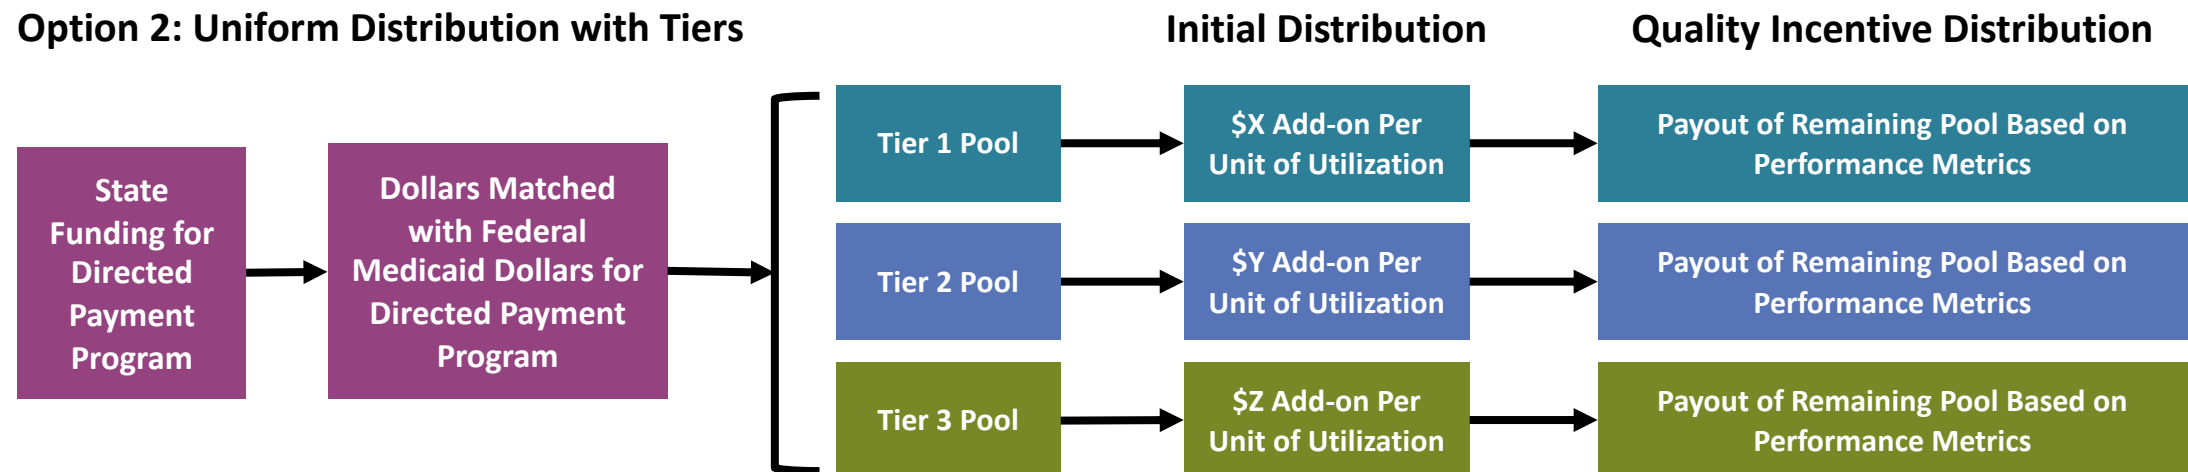 Option 2: Uniform Distribution with Tiers
Initial Distribution
Quality Incentive Distribution
State
Funding for
Directed
Payment
Program
Dollars Matched
with Federal
Medicaid Dollars for
Directed Payment
Program
Tier 1 Pool
$X Add-on Per
Unit of Utilization
Payout of Remaining Pool Based on
Performance Metrics
Tier 2 Pool
$Y Add-on Per
Unit of Utilization
Payout of Remaining Pool Based on
Performance Metrics
Tier 3 Pool
$Z Add-on Per
Unit of Utilization
Payout of Remaining Pool Based on
Performance Metrics